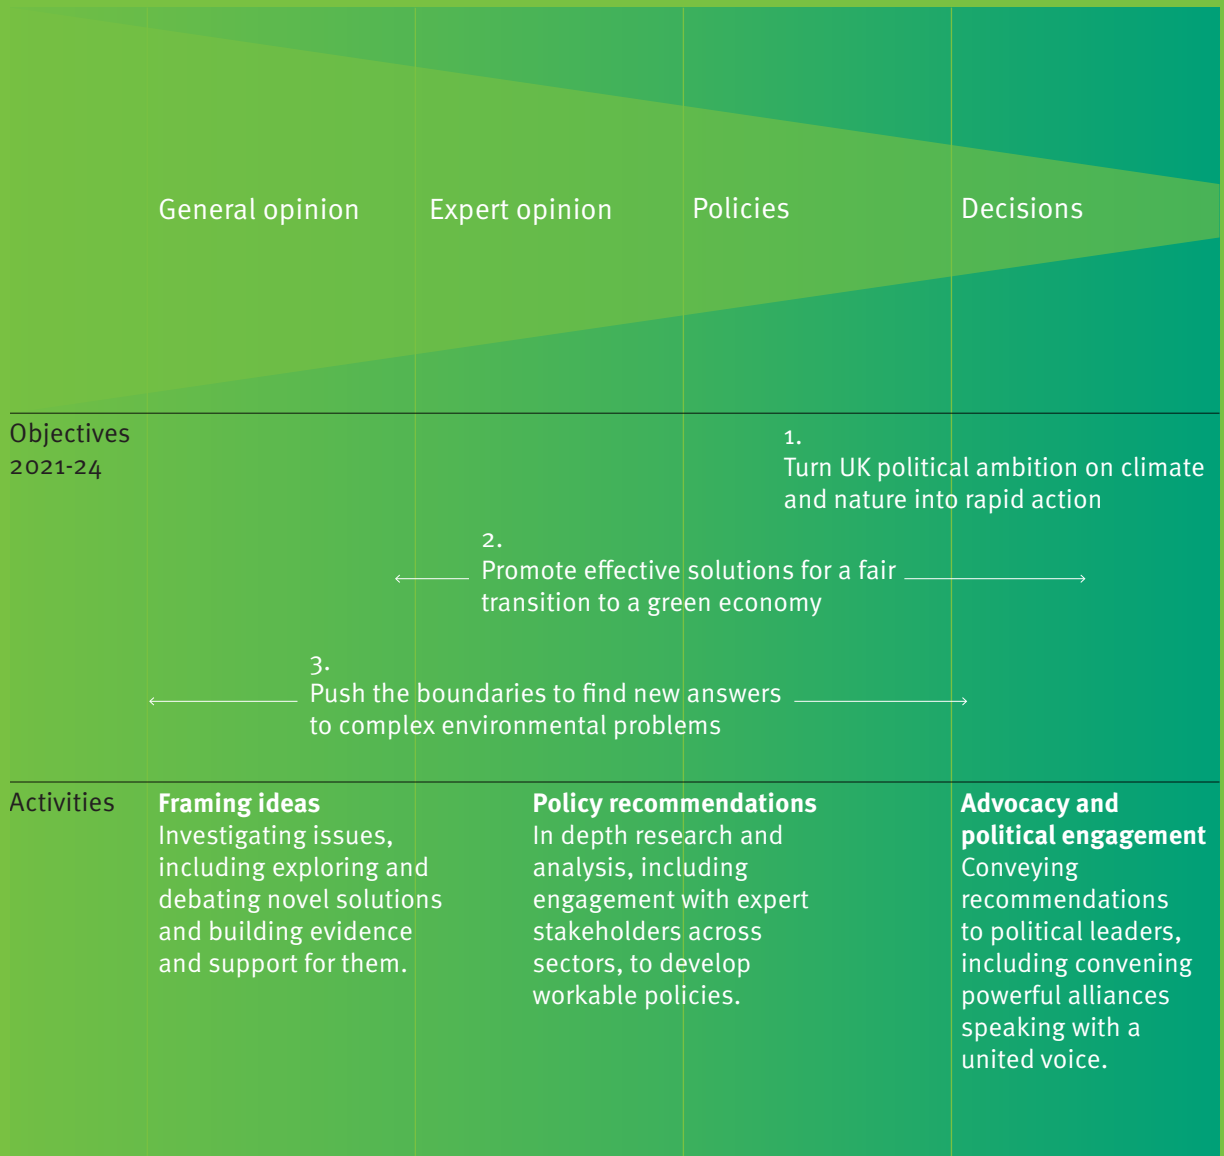 General opinion
Expert opinion
Policies
Decisions
Objectives
2021-24
1.
Turn UK political ambition on climate
and nature into rapid action
2.
Promote effective solutions for a fair
transition to a green economy
3.
Push the boundaries to find new answers
to complex environmental problems
Activities
Framing ideas
Investigating issues,
including exploring and
debating novel solutions
and building evidence
and support for them.
Policy recommendations
In depth research and
analysis, including
engagement with expert
stakeholders across
sectors, to develop
workable policies.
Advocacy and
political engagement
Conveying
recommendations
to political leaders,
including convening
powerful alliances
speaking with a
united voice.